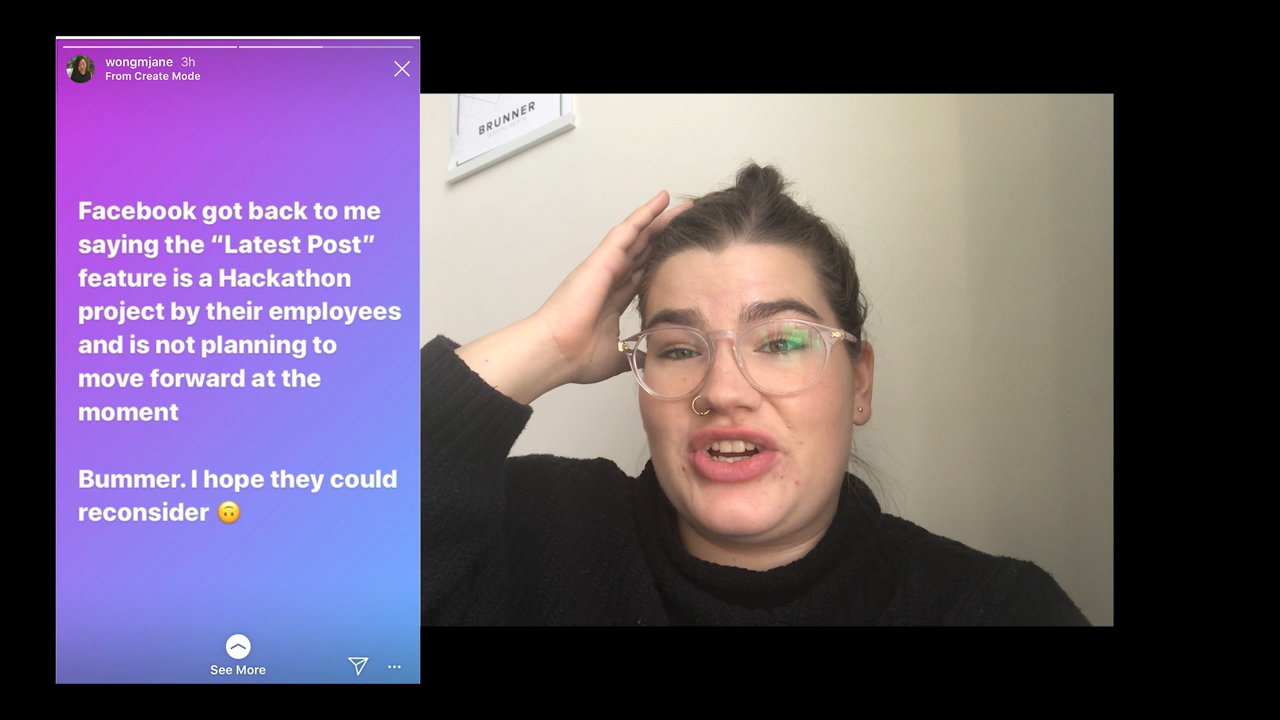 wongmjane 3h
From Create Mode
Facebook got back to me
saying the “Latest Post”
feature is a Hackathon
project by their employees
and is not planning to
move forward at the
moment
Bummer. I hope they could
reconsider 🙃
See More
BRUNNER